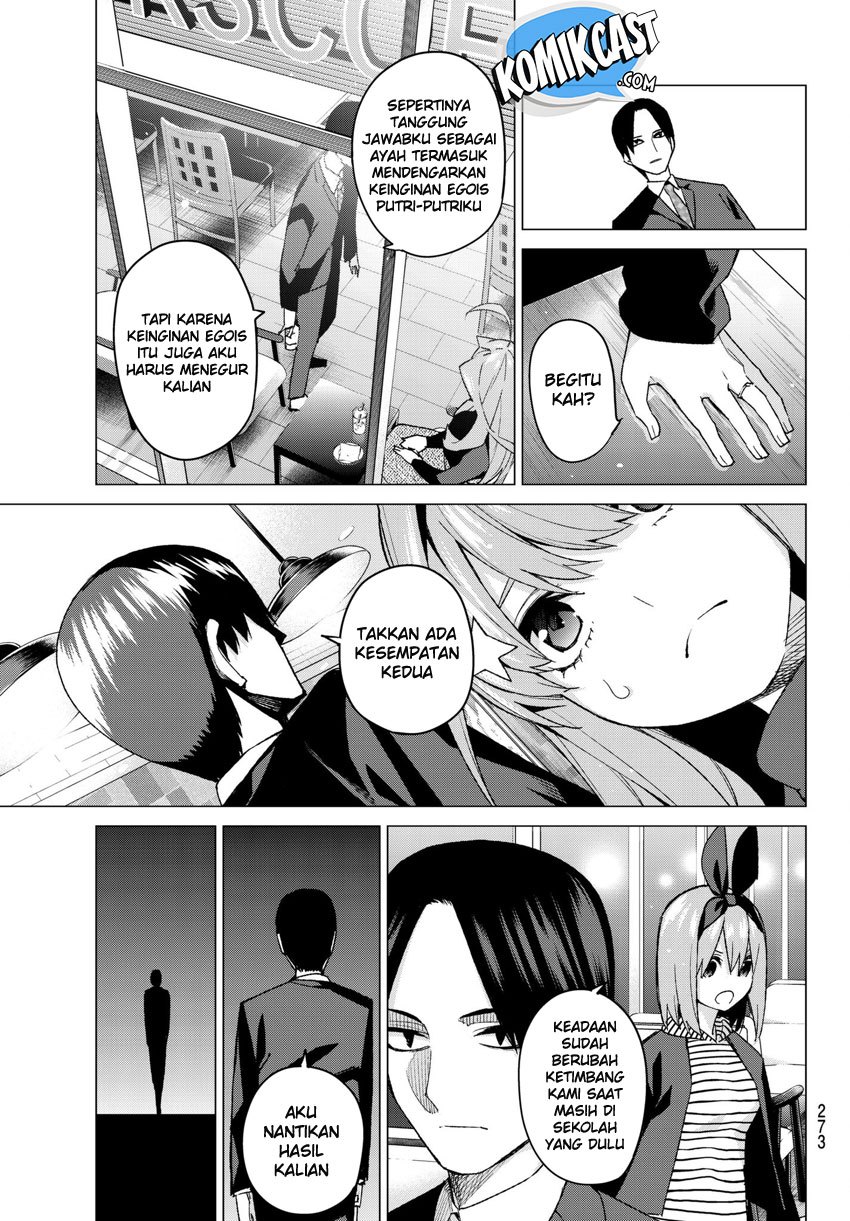 KOMIKCAST
.COM
BEGITU
KAH?
SEPERTINYA
TANGGUNG
JAWABKU SEBAGAI
AYAH TERMASUK
MENDENGARKAN
KEINGINAN EGOIS
PUTRI-PUTRIKU
TAPI KARENA
KEINGINAN EGOIS
ITU JUGA AKU
HARUS MENEGUR
KALIAN
TAKKAN ADA
KESEMPATAN
KEDUA
KEADAAN
SUDAH
BERUBAH
KETIMBANG
KAMI SAAT
MASIH DI
SEKOLAH
YANG DULU
AKU
NANTIKAN
HASIL
KALIAN
273